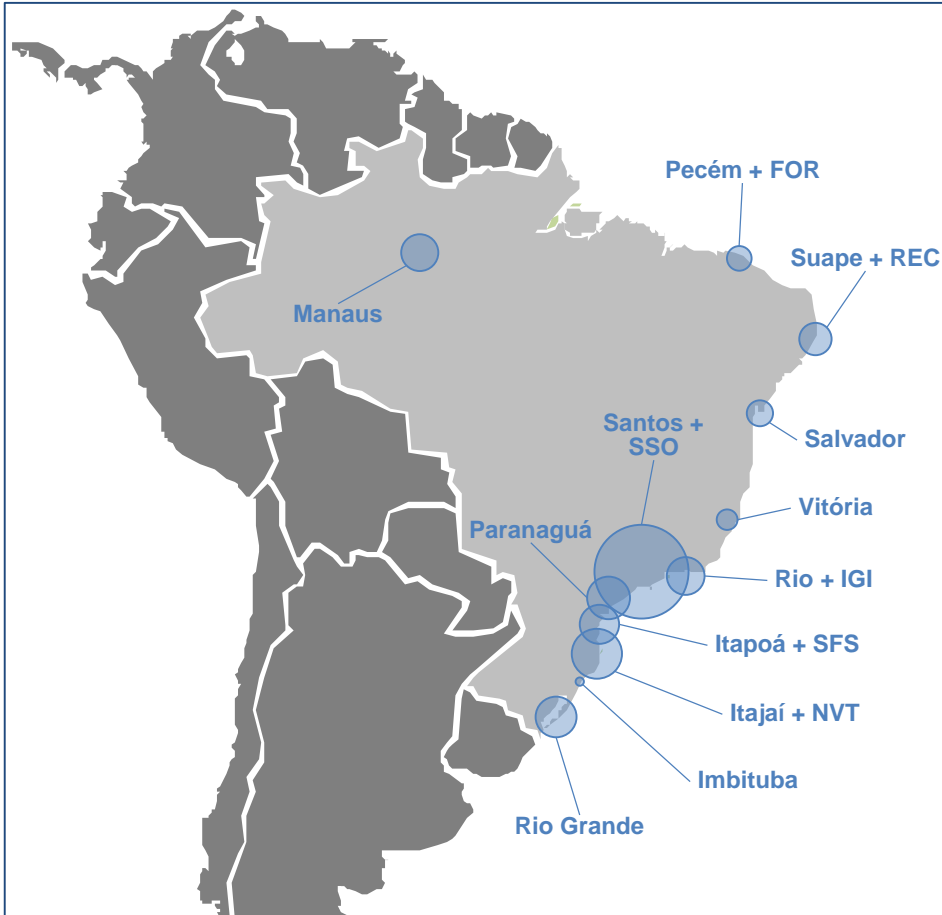 Pecém + FOR
Suape + REC
Manaus
Santos +
SSO
Salvador
Vitória
Paranaguá
Rio + IGI
Itapoá + SFS
Itajaí + NVT
Imbituba
Rio Grande